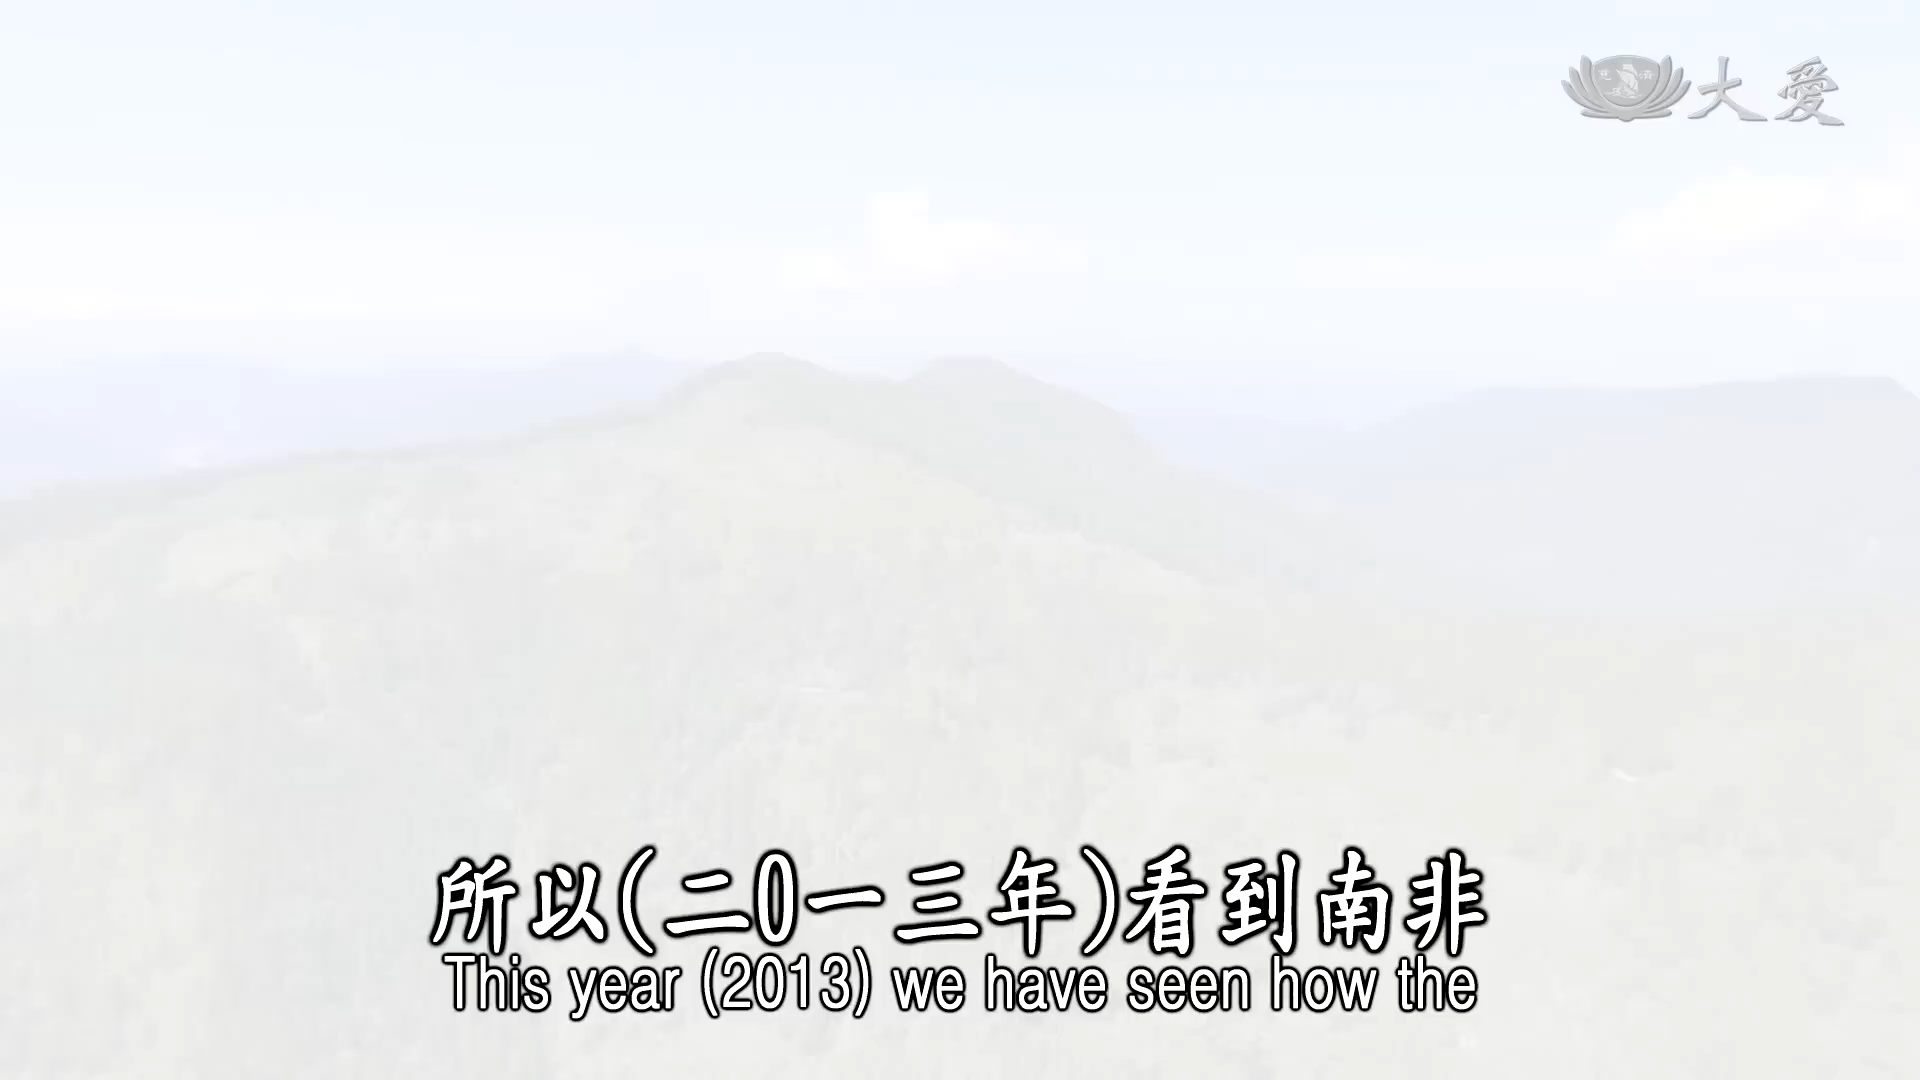 大愛
所以(二0一三年)看到南非
This year (2013) we have seen how the